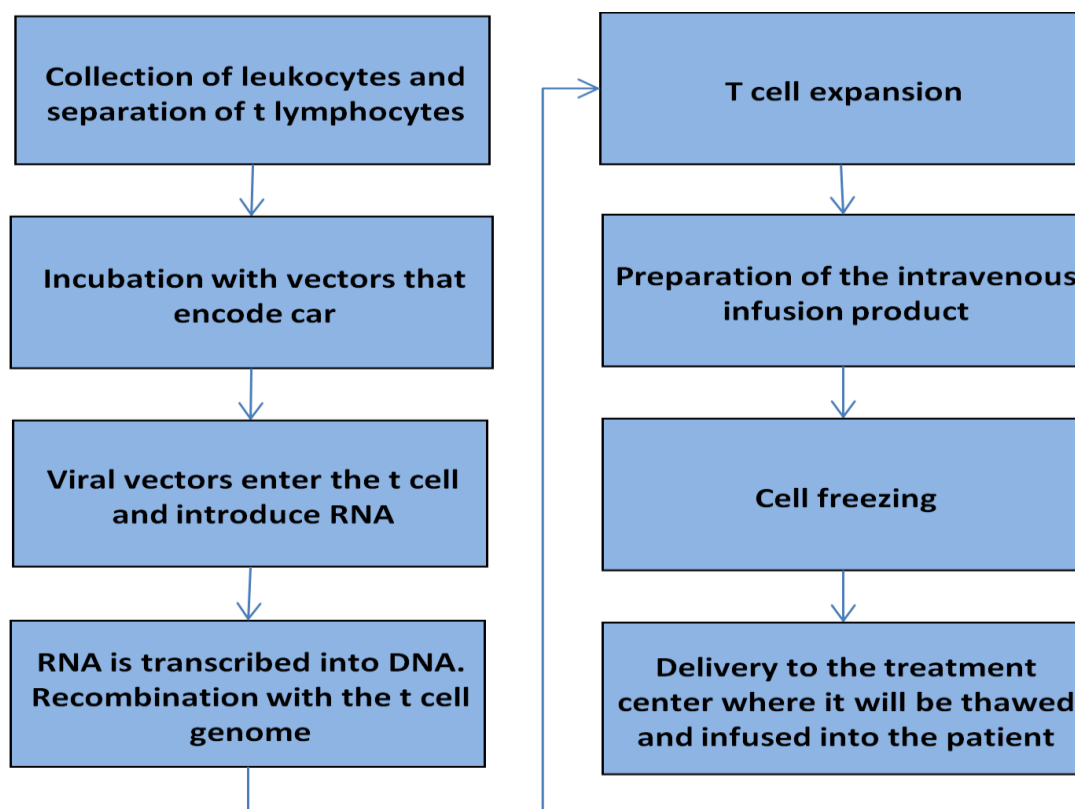 Collection of leukocytes and
separation of t lymphocytes
Incubation with vectors that
encode car
Viral vectors enter the t cell
and introduce RNA
RNA is transcribed into DNA.
Recombination with the t cell
genome
T cell expansion
Preparation of the intravenous
infusion product
Cell freezing
Delivery to the treatment
center where it will be thawed
and infused into the patient